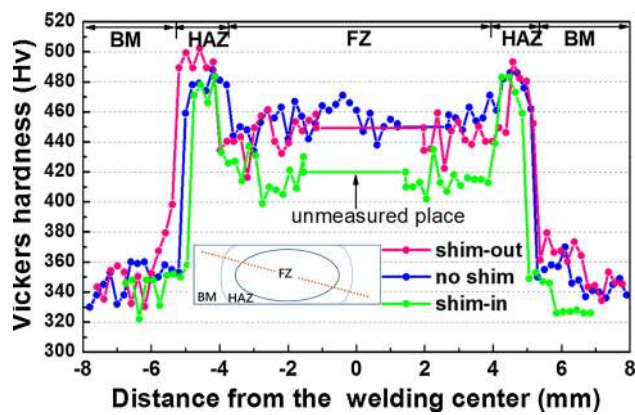 BM HAZ FZ HAZ BM
Vickers hardness (Hv)
520
500
480
460
440
420
400
380
360
340
320
300
unmeasured place
shim-out
no shim
shim-in
FZ
HAZ
BM
-8 -6 -4 -2 0 2 4 6 8
Distance from the welding center (mm)